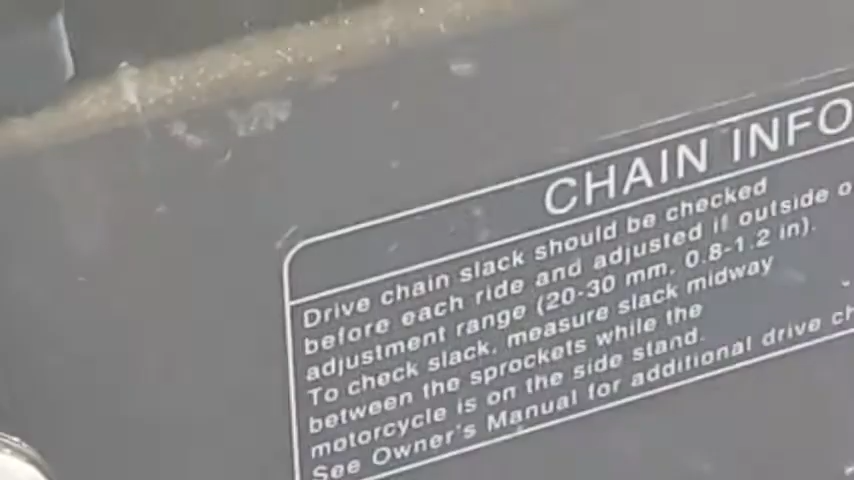 CHAIN INFO
Drive chain slack should be checked
before each ride and adjusted if outside o
adjustment range (20-30 mm, 0.8-1.2 in).
To check slack, measure slack midway
between the sprockets while the
motorcycle is on the side stand.
See Owner's Manual for additional drive ch